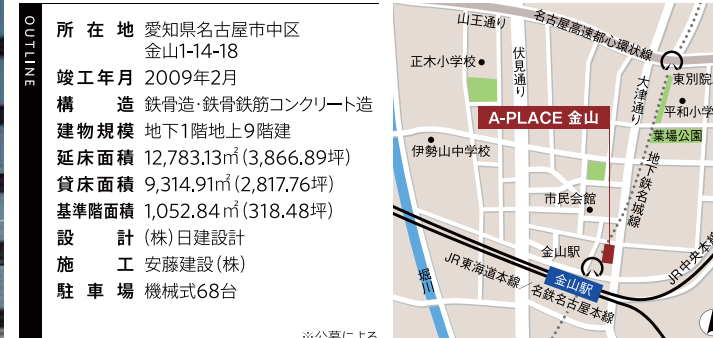 OUTLINE
所在地 愛知県名古屋市中区
金山1-14-18
竣工年月 2009年2月
構造 鉄骨造・鉄骨鉄筋コンクリート造
建物規模 地下1階地上9階建
延床面積 12,783.13㎡(3,866.89坪)
貸床面積 9,314.91㎡(2,817.76坪)
基準階面積 1,052.84㎡(318.48坪)
設計 (株)日建設計
施工 安藤建設(株)
駐車場 機械式68台
※公募による
山王通り
名古屋高速都心環状線
正木小学校
伏見通り
大津通り
東別院
平和小学
A-PLACE 金山
葉場公園
伊勢山中学校
地下鉄名城線
市民会館
金山駅
JR東海道本線
金山駅
JR中央本
堀川
名鉄名古屋本線